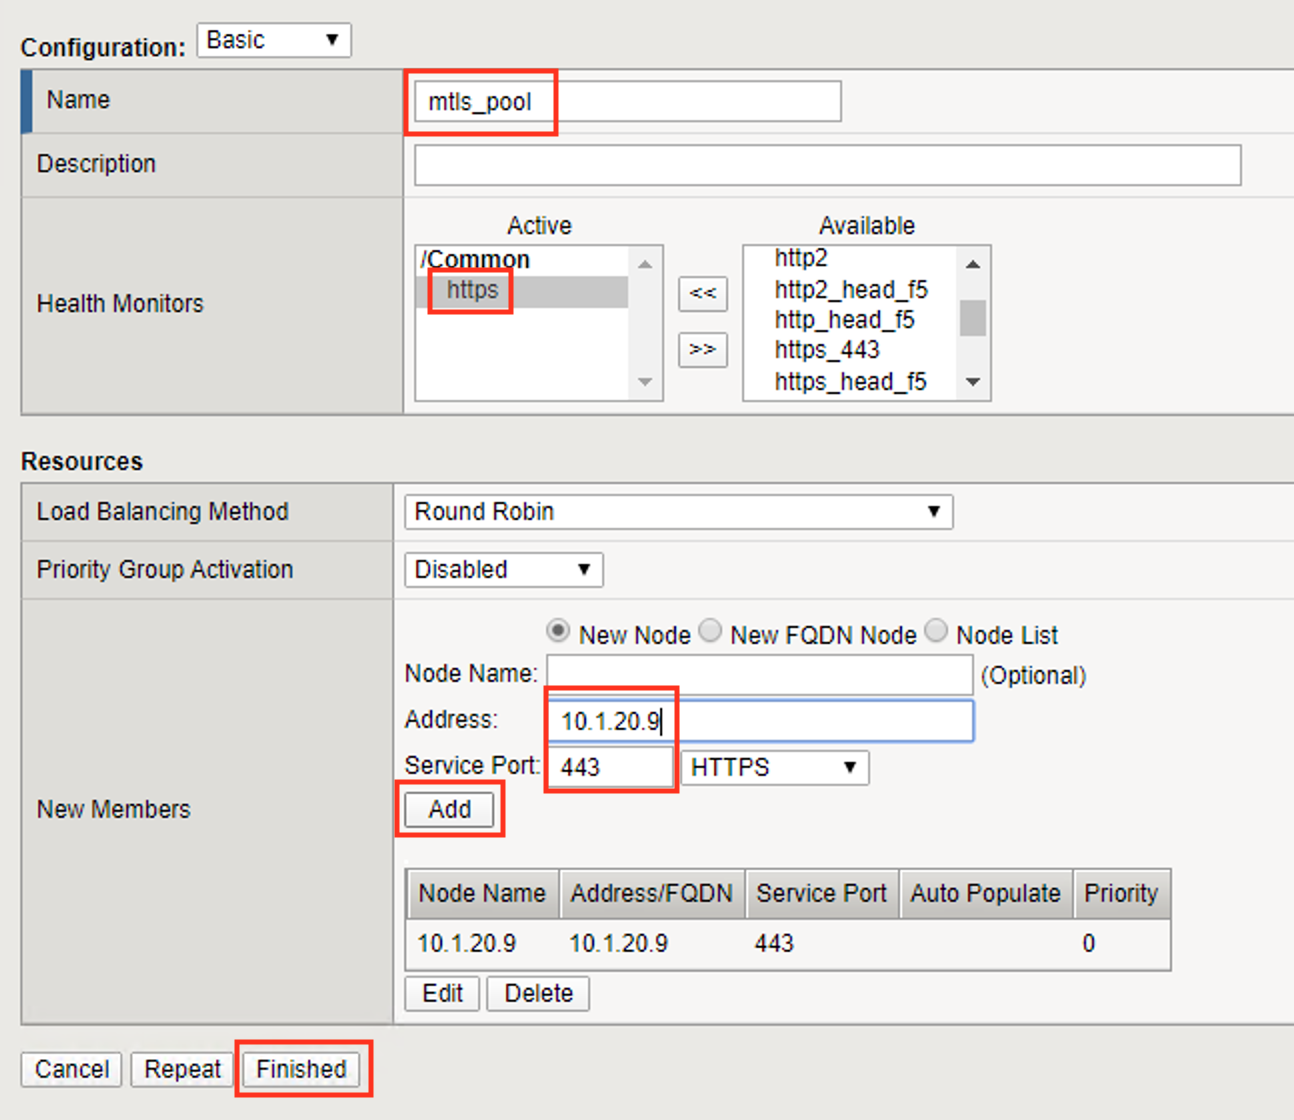 Configuration: Basic
Name mtls_pool
Description
Health Monitors
Active Available
/Common
https
<<
>>
http2
http2_head_f5
http_head_f5
https_443
https_head_f5
Resources
Load Balancing Method Round Robin
Priority Group Activation Disabled
New Members
New Node New FQDN Node Node List
Node Name: (Optional)
Address: 10.1.20.9
Service Port: 443 HTTPS
Add
Node Name Address/FQDN Service Port Auto Populate Priority
10.1.20.9 10.1.20.9 443 0
Edit Delete
Cancel Repeat Finished